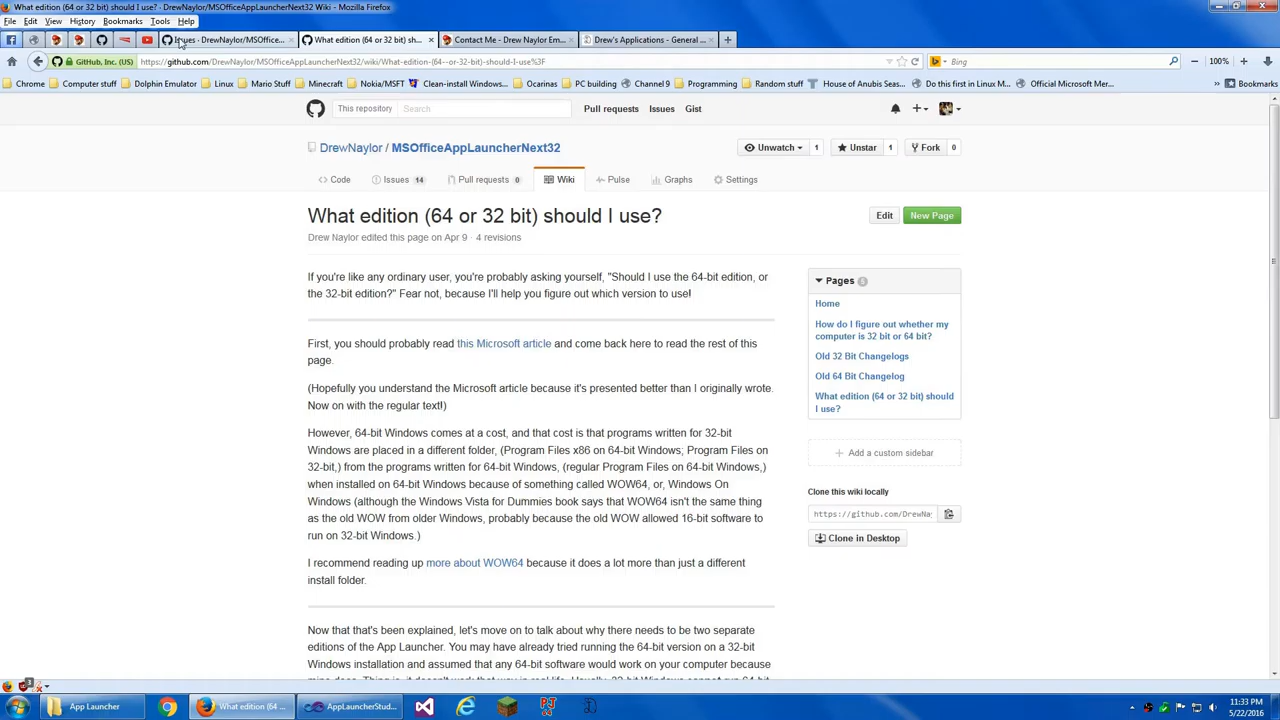 What edition (64 or 32 bit) should I use? · DrewNaylor/MSOfficeAppLauncherNext32 Wiki - Mozilla Firefox
File Edit View History Bookmarks Tools Help
Issues · DrewNaylor/MSOffice...
What edition (64 or 32 bit) sh...
Contact Me - Drew Naylor Em...
Drew's Applications - General ...
GitHub, Inc. (US)
https://github.com/DrewNaylor/MSOfficeAppLauncherNext32/wiki/What-edition-(64--or-32-bit)-should-I-use%3F
Bing
100%
Chrome Computer stuff Dolphin Emulator Linux Mario Stuff Minecraft Nokia/MSFT Clean-install Windows... Ocarinas PC building Channel 9 Programming Random stuff House of Anubis Seas... Do this first in Linux M... Official Microsoft Mer... Bookmarks
This repository Search Pull requests Issues Gist
DrewNaylor / MSOfficeAppLauncherNext32
Unwatch 1 Unstar 1 Fork 0
Code Issues 14 Pull requests 0 Wiki Pulse Graphs Settings
What edition (64 or 32 bit) should I use?
Edit New Page
Drew Naylor edited this page on Apr 9 · 4 revisions
If you're like any ordinary user, you're probably asking yourself, "Should I use the 64-bit edition, or
the 32-bit edition?" Fear not, because I'll help you figure out which version to use!
First, you should probably read this Microsoft article and come back here to read the rest of this
page.
(Hopefully you understand the Microsoft article because it's presented better than I originally wrote.
Now on with the regular text!)
However, 64-bit Windows comes at a cost, and that cost is that programs written for 32-bit
Windows are placed in a different folder, (Program Files x86 on 64-bit Windows; Program Files on
32-bit,) from the programs written for 64-bit Windows, (regular Program Files on 64-bit Windows,)
when installed on 64-bit Windows because of something called WOW64, or, Windows On
Windows (although the Windows Vista for Dummies book says that WOW64 isn't the same thing
as the old WOW from older Windows, probably because the old WOW allowed 16-bit software to
run on 32-bit Windows.)
I recommend reading up more about WOW64 because it does a lot more than just a different
install folder.
Now that that's been explained, let's move on to talk about why there needs to be two separate
editions of the App Launcher. You may have already tried running the 64-bit version on a 32-bit
Windows installation and assumed that any 64-bit software would work on your computer because
Pages
Home
How do I figure out whether my
computer is 32 bit or 64 bit?
Old 32 Bit Changelogs
Old 64 Bit Changelog
What edition (64 or 32 bit) should
I use?
Add a custom sidebar
Clone this wiki locally
https://github.com/DrewNa
Clone in Desktop
3
App Launcher
What edition (64 ...
AppLauncherStud...
11:33 PM
5/22/2016